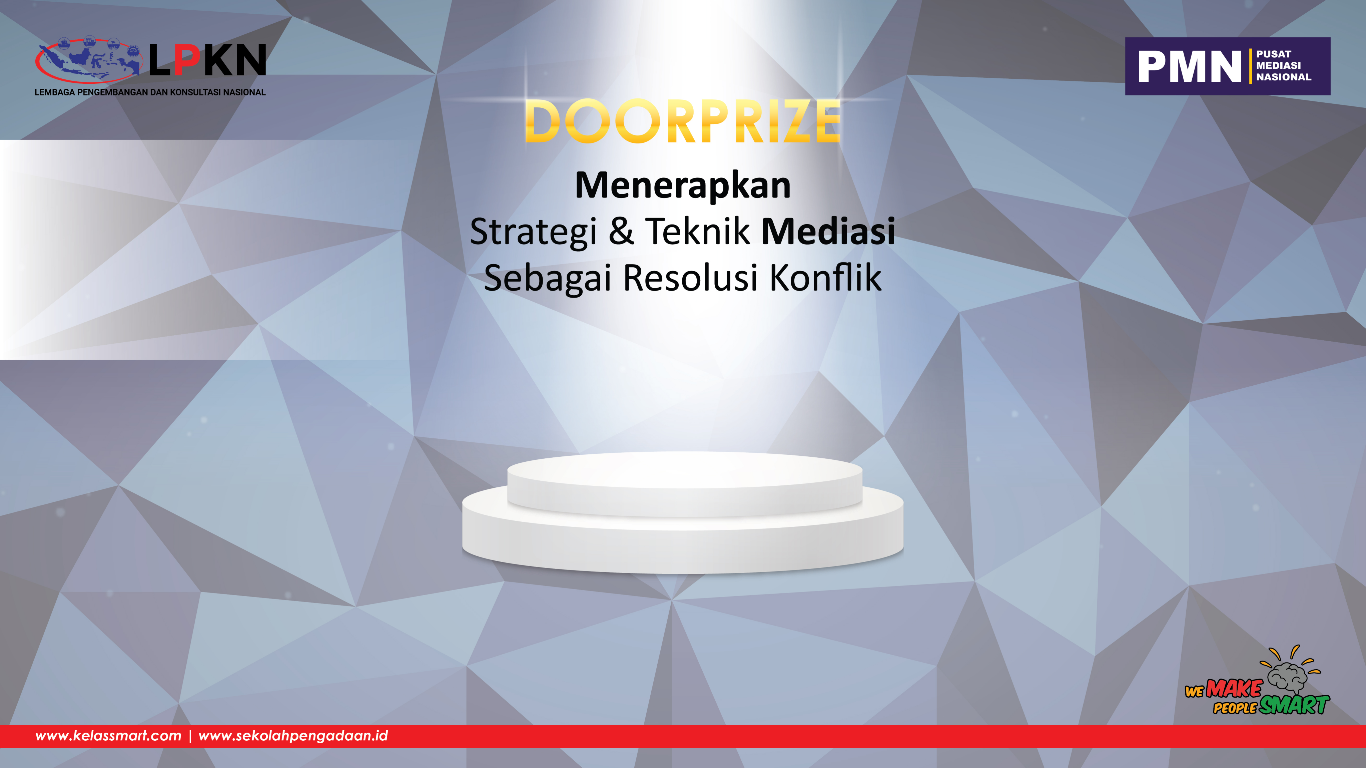 LPKN
LEMBAGA PENGEMBANGAN DAN KONSULTASI NASIONAL
PMN
PUSAT
MEDIASI
NASIONAL
DOORPRIZE
Menerapkan
Strategi & Teknik Mediasi
Sebagai Resolusi Konflik
WE MAKE
PEOPLE SMART
www.kelassmart.com | www.sekolahpengadaan.id